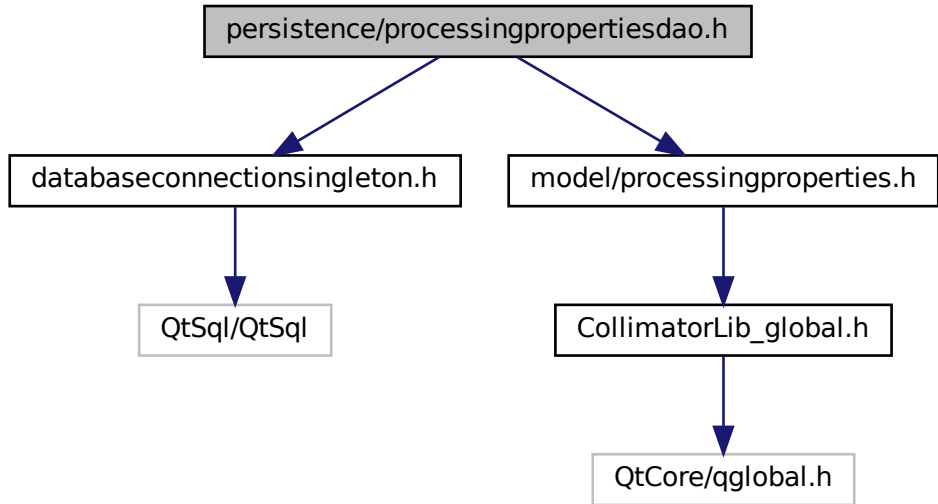 persistence/processingpropertiesdao.h
databaseconnectionsingleton.h
model/processingproperties.h
QtSql/QtSql
CollimatorLib_global.h
QtCore/qglobal.h